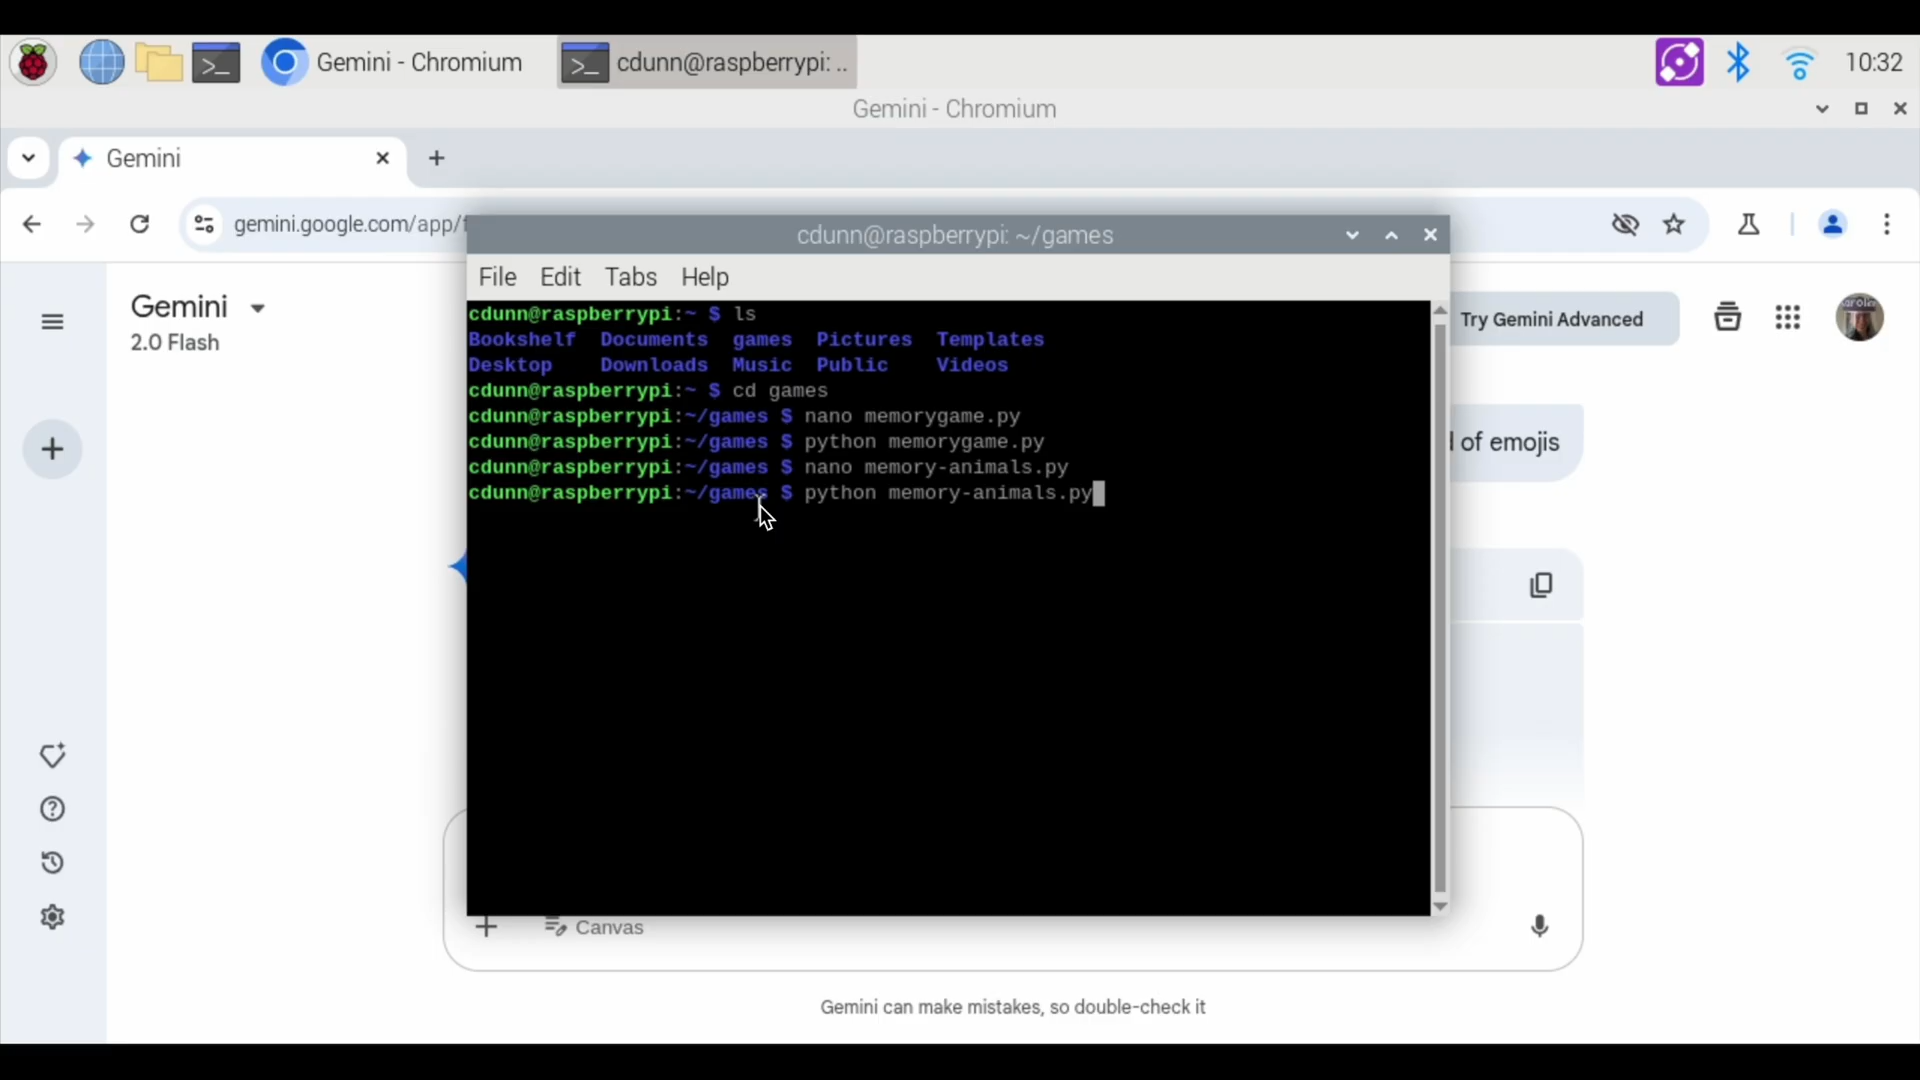 Gemini - Chromium
cdunn@raspberrypi: ..
10:32
Gemini - Chromium
Gemini
gemini.google.com/app/
cdunn@raspberrypi: ~/games
File Edit Tabs Help
Gemini
2.0 Flash
Try Gemini Advanced
cdunn@raspberrypi:~ $ ls
Bookshelf Documents games Pictures Templates
Desktop Downloads Music Public Videos
cdunn@raspberrypi:~ $ cd games
cdunn@raspberrypi:~/games $ nano memorygame.py
cdunn@raspberrypi:~/games $ python memorygame.py
of emojis
cdunn@raspberrypi:~/games $ nano memory-animals.py
cdunn@raspberrypi:~/games $ python memory-animals.py
Canvas
Gemini can make mistakes, so double-check it